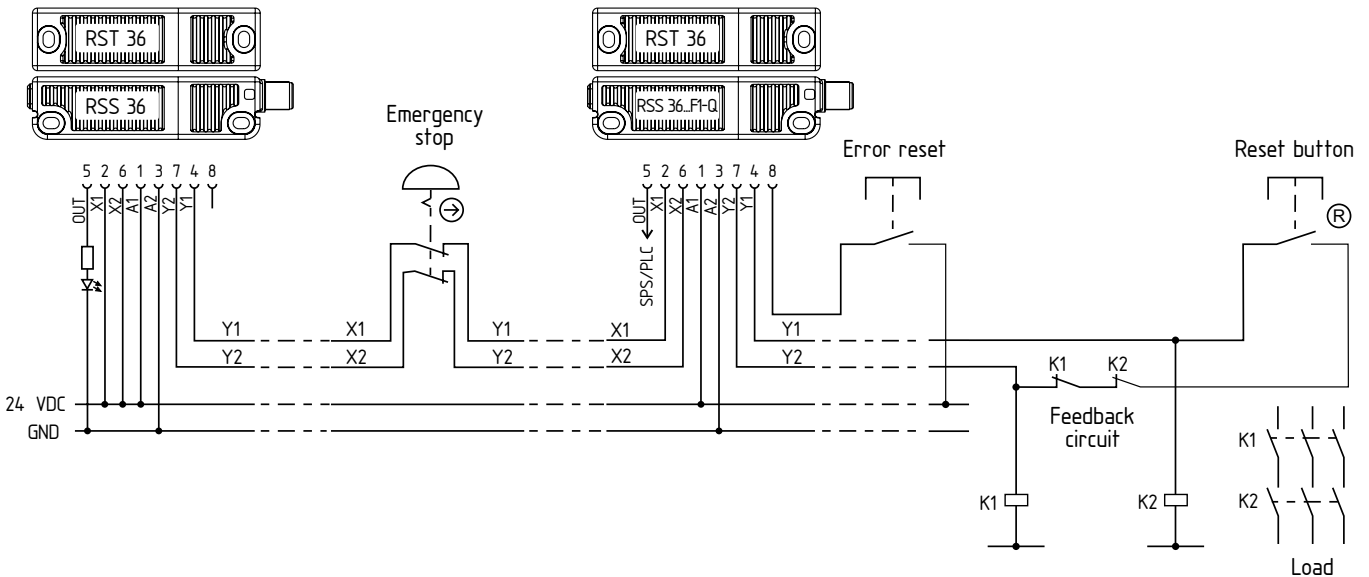 RST 36
RST 36
RSS 36
RSS 36...F1-Q
Emergency
stop
Error reset
Reset button
5 2 6 1 3 7 4 8
5 2 6 1 3 7 4 8
OUT X1 X2 A1 A2 Y2 Y1
OUT X1 X2 A1 A2 Y2 Y1
R
SPS/PLC
Y1 X1 Y1 X1 Y1
Y2 X2 Y2 X2 Y2
K1 K2
24 VDC
GND
Feedback
circuit
K1
K2
K1
K2
Load